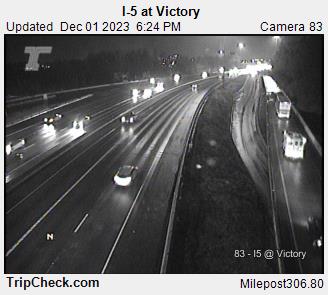 I-5 at Victory
Updated Dec 01 2023 6:24 PM Camera 83
T
N
83 - I5 @ Victory
TripCheck.com Milepost306.80